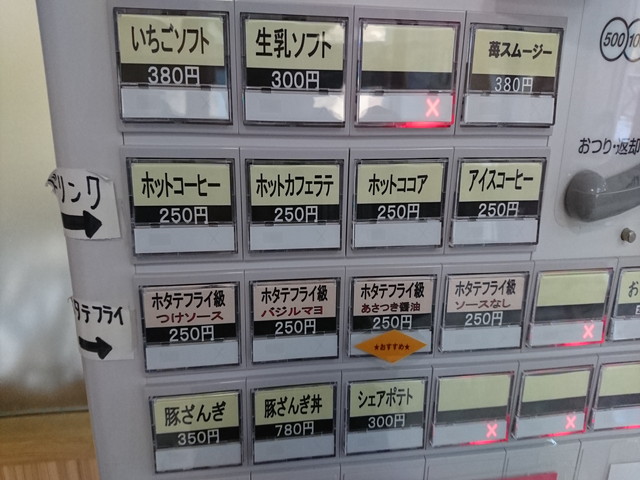 いちごソフト
380円
生乳ソフト
300円
X
苺スムージー
380円
500
おつり・返却
リンク
ホットコーヒー
250円
ホットカフェラテ
250円
ホットココア
250円
アイスコーヒー
250円
タテフライ
ホタテフライ級
つけソース
250円
ホタテフライ級
バジルマヨ
250円
ホタテフライ級
あさつき醤油
250円
★おすすめ★
ホタテフライ級
ソースなし
250円
X
お
豚ざんぎ
350円
豚ざんぎ丼
780円
シェアポテト
300円
X
X